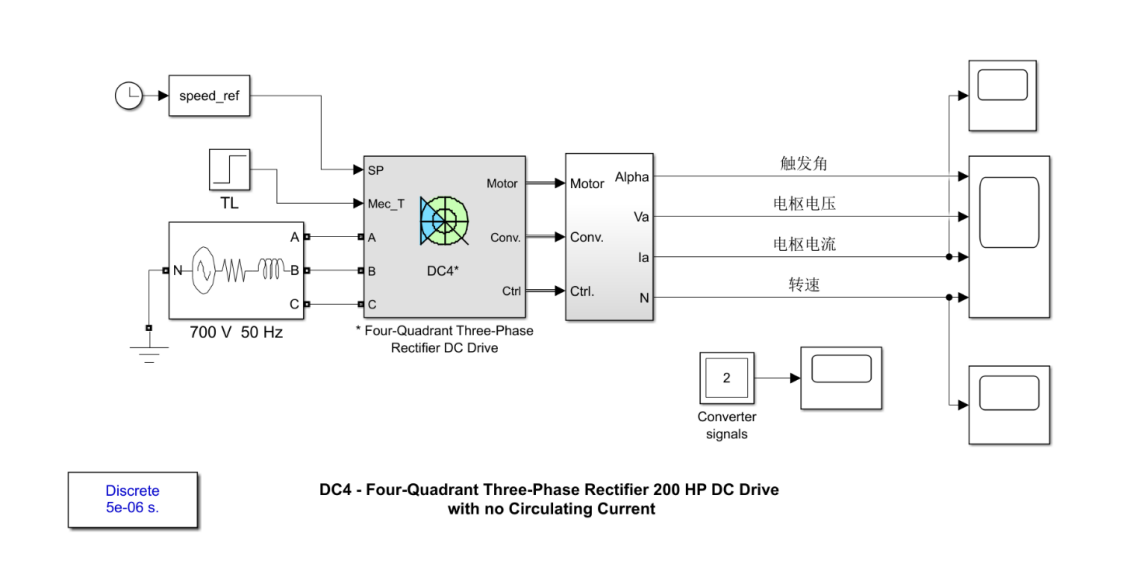 speed_ref
TL
N
A
B
C
700 V 50 Hz
SP
Mec_T
A
B
C
Motor
Conv.
Ctrl
DC4*
* Four-Quadrant Three-Phase
Rectifier DC Drive
Motor
Conv.
Ctrl.
Alpha
Va
Ia
N
触发角
电枢电压
电枢电流
转速
2
Converter
signals
Discrete
5e-06 s.
DC4 - Four-Quadrant Three-Phase Rectifier 200 HP DC Drive
with no Circulating Current